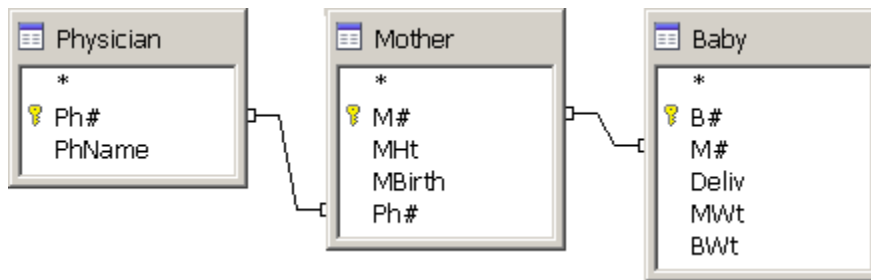 Physician
*
Ph#
PhName
Mother
*
M#
MHt
MBirth
Ph#
Baby
*
B#
M#
Deliv
MWt
BWt